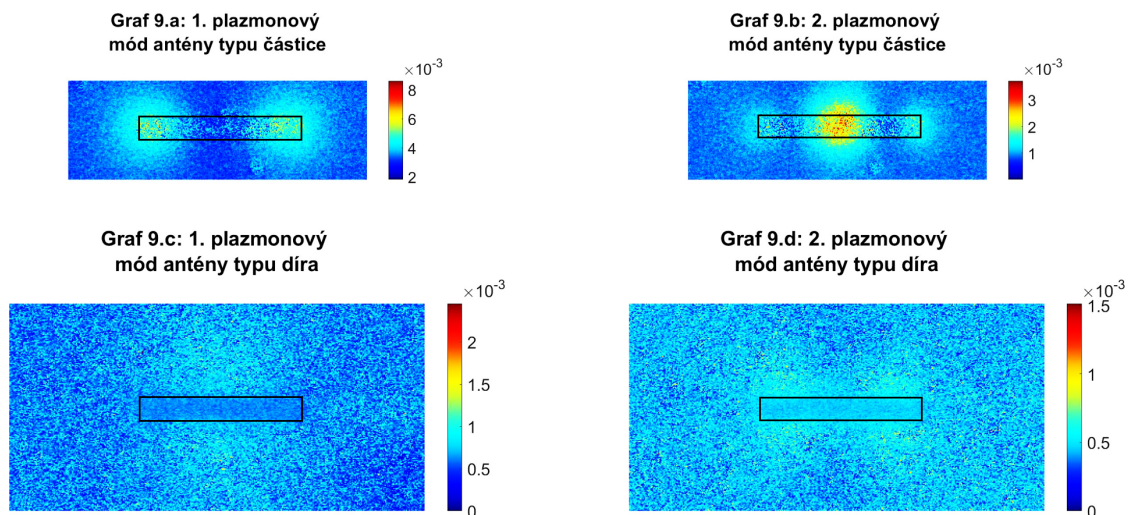 Graf 9.a: 1. plazmonový
mód antény typu částice
×10⁻³
8
6
4
2
Graf 9.b: 2. plazmonový
mód antény typu částice
×10⁻³
3
2
1
Graf 9.c: 1. plazmonový
mód antény typu díra
×10⁻³
2
1.5
1
0.5
0
Graf 9.d: 2. plazmonový
mód antény typu díra
×10⁻³
1.5
1
0.5
0